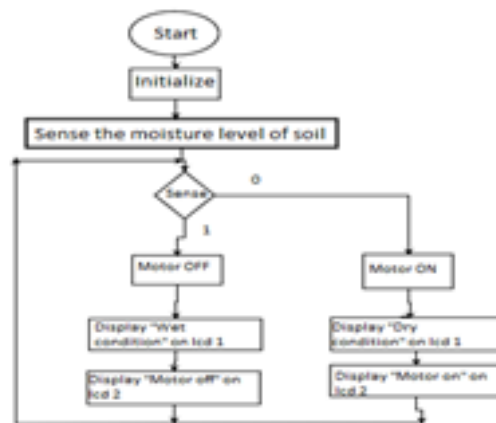 Start
Initialize
Sense the moisture level of soil
Sense
0
1
Motor OFF
Motor ON
Display "Wet
condition" on lcd 1
Display "Dry
condition" on lcd 1
Display "Motor off" on
lcd 2
Display "Motor on" on
lcd 2